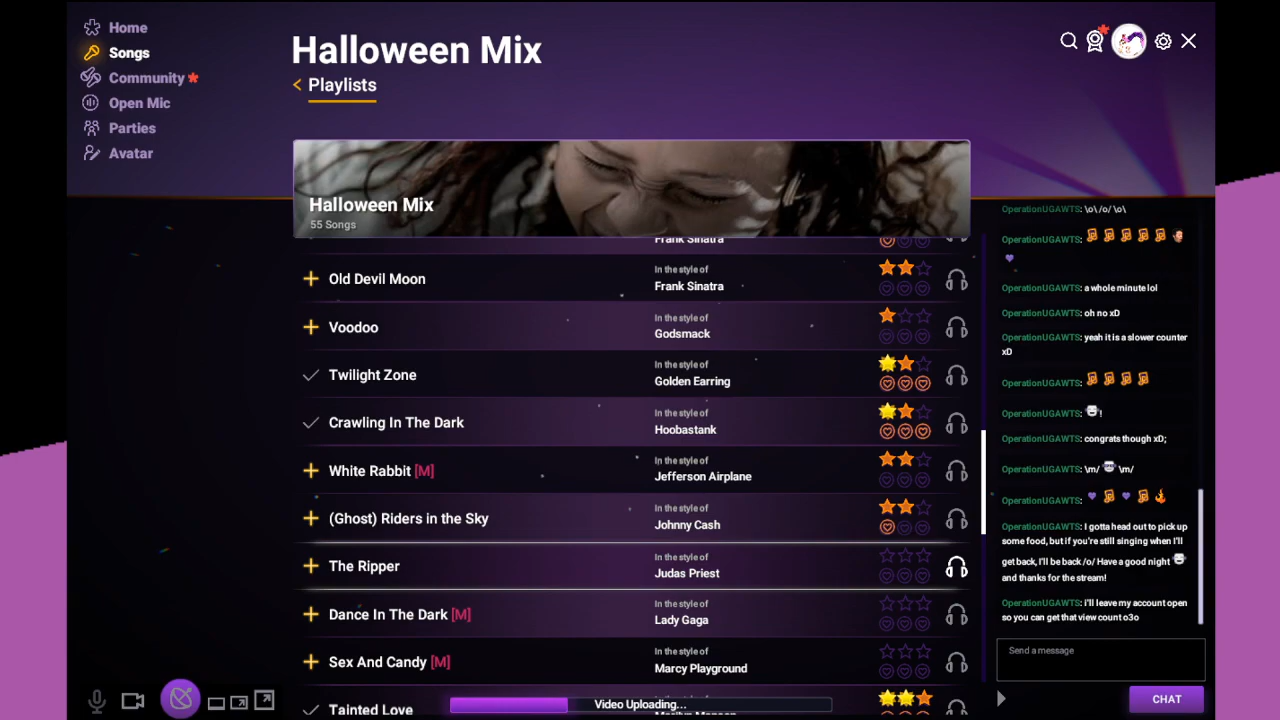 Home
Songs
Community
Open Mic
Parties
Avatar
Halloween Mix
Playlists
Halloween Mix
55 Songs
Frank Sinatra
Old Devil Moon
In the style of
Frank Sinatra
Voodoo
In the style of
Godsmack
Twilight Zone
In the style of
Golden Earring
Crawling In The Dark
In the style of
Hoobastank
White Rabbit [M]
In the style of
Jefferson Airplane
(Ghost) Riders in the Sky
In the style of
Johnny Cash
The Ripper
In the style of
Judas Priest
Dance In The Dark [M]
In the style of
Lady Gaga
Sex And Candy [M]
In the style of
Marcy Playground
Tainted Love
Video Uploading...
OperationUGAWTS: \o\ /o/ \o\
OperationUGAWTS:
OperationUGAWTS: a whole minute lol
OperationUGAWTS: oh no xD
OperationUGAWTS: yeah it is a slower counter
xD
OperationUGAWTS:
OperationUGAWTS: !
OperationUGAWTS: congrats though xD;
OperationUGAWTS: \m/ \m/
OperationUGAWTS:
OperationUGAWTS: I gotta head out to pick up
some food, but if you're still singing when I'll
get back, I'll be back /o/ Have a good night
and thanks for the stream!
OperationUGAWTS: i'll leave my account open
so you can get that view count o3o
Send a message
CHAT